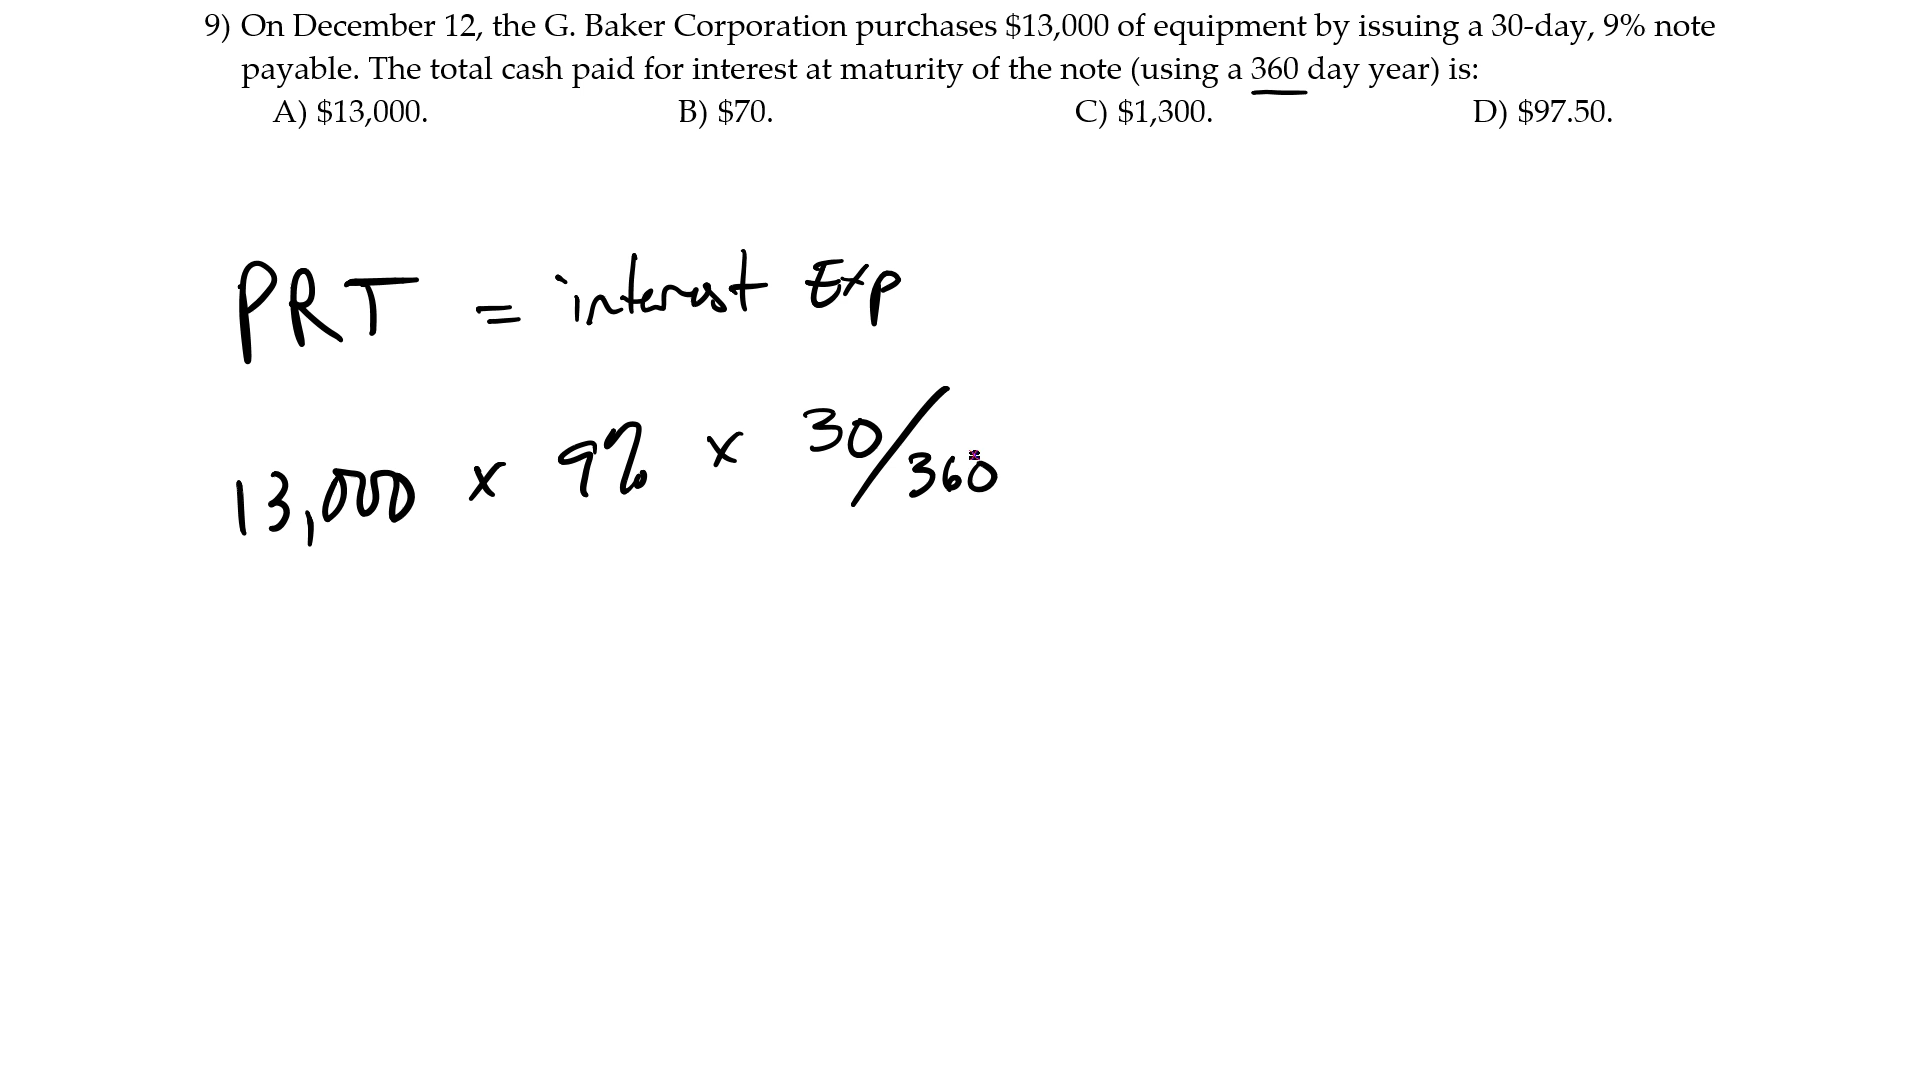 9) On December 12, the G. Baker Corporation purchases $13,000 of equipment by issuing a 30-day, 9% note
payable. The total cash paid for interest at maturity of the note (using a 360 day year) is:
A) $13,000. B) $70. C) $1,300. D) $97.50.
PRT = interest Exp
13,000 x 9% x 30/360